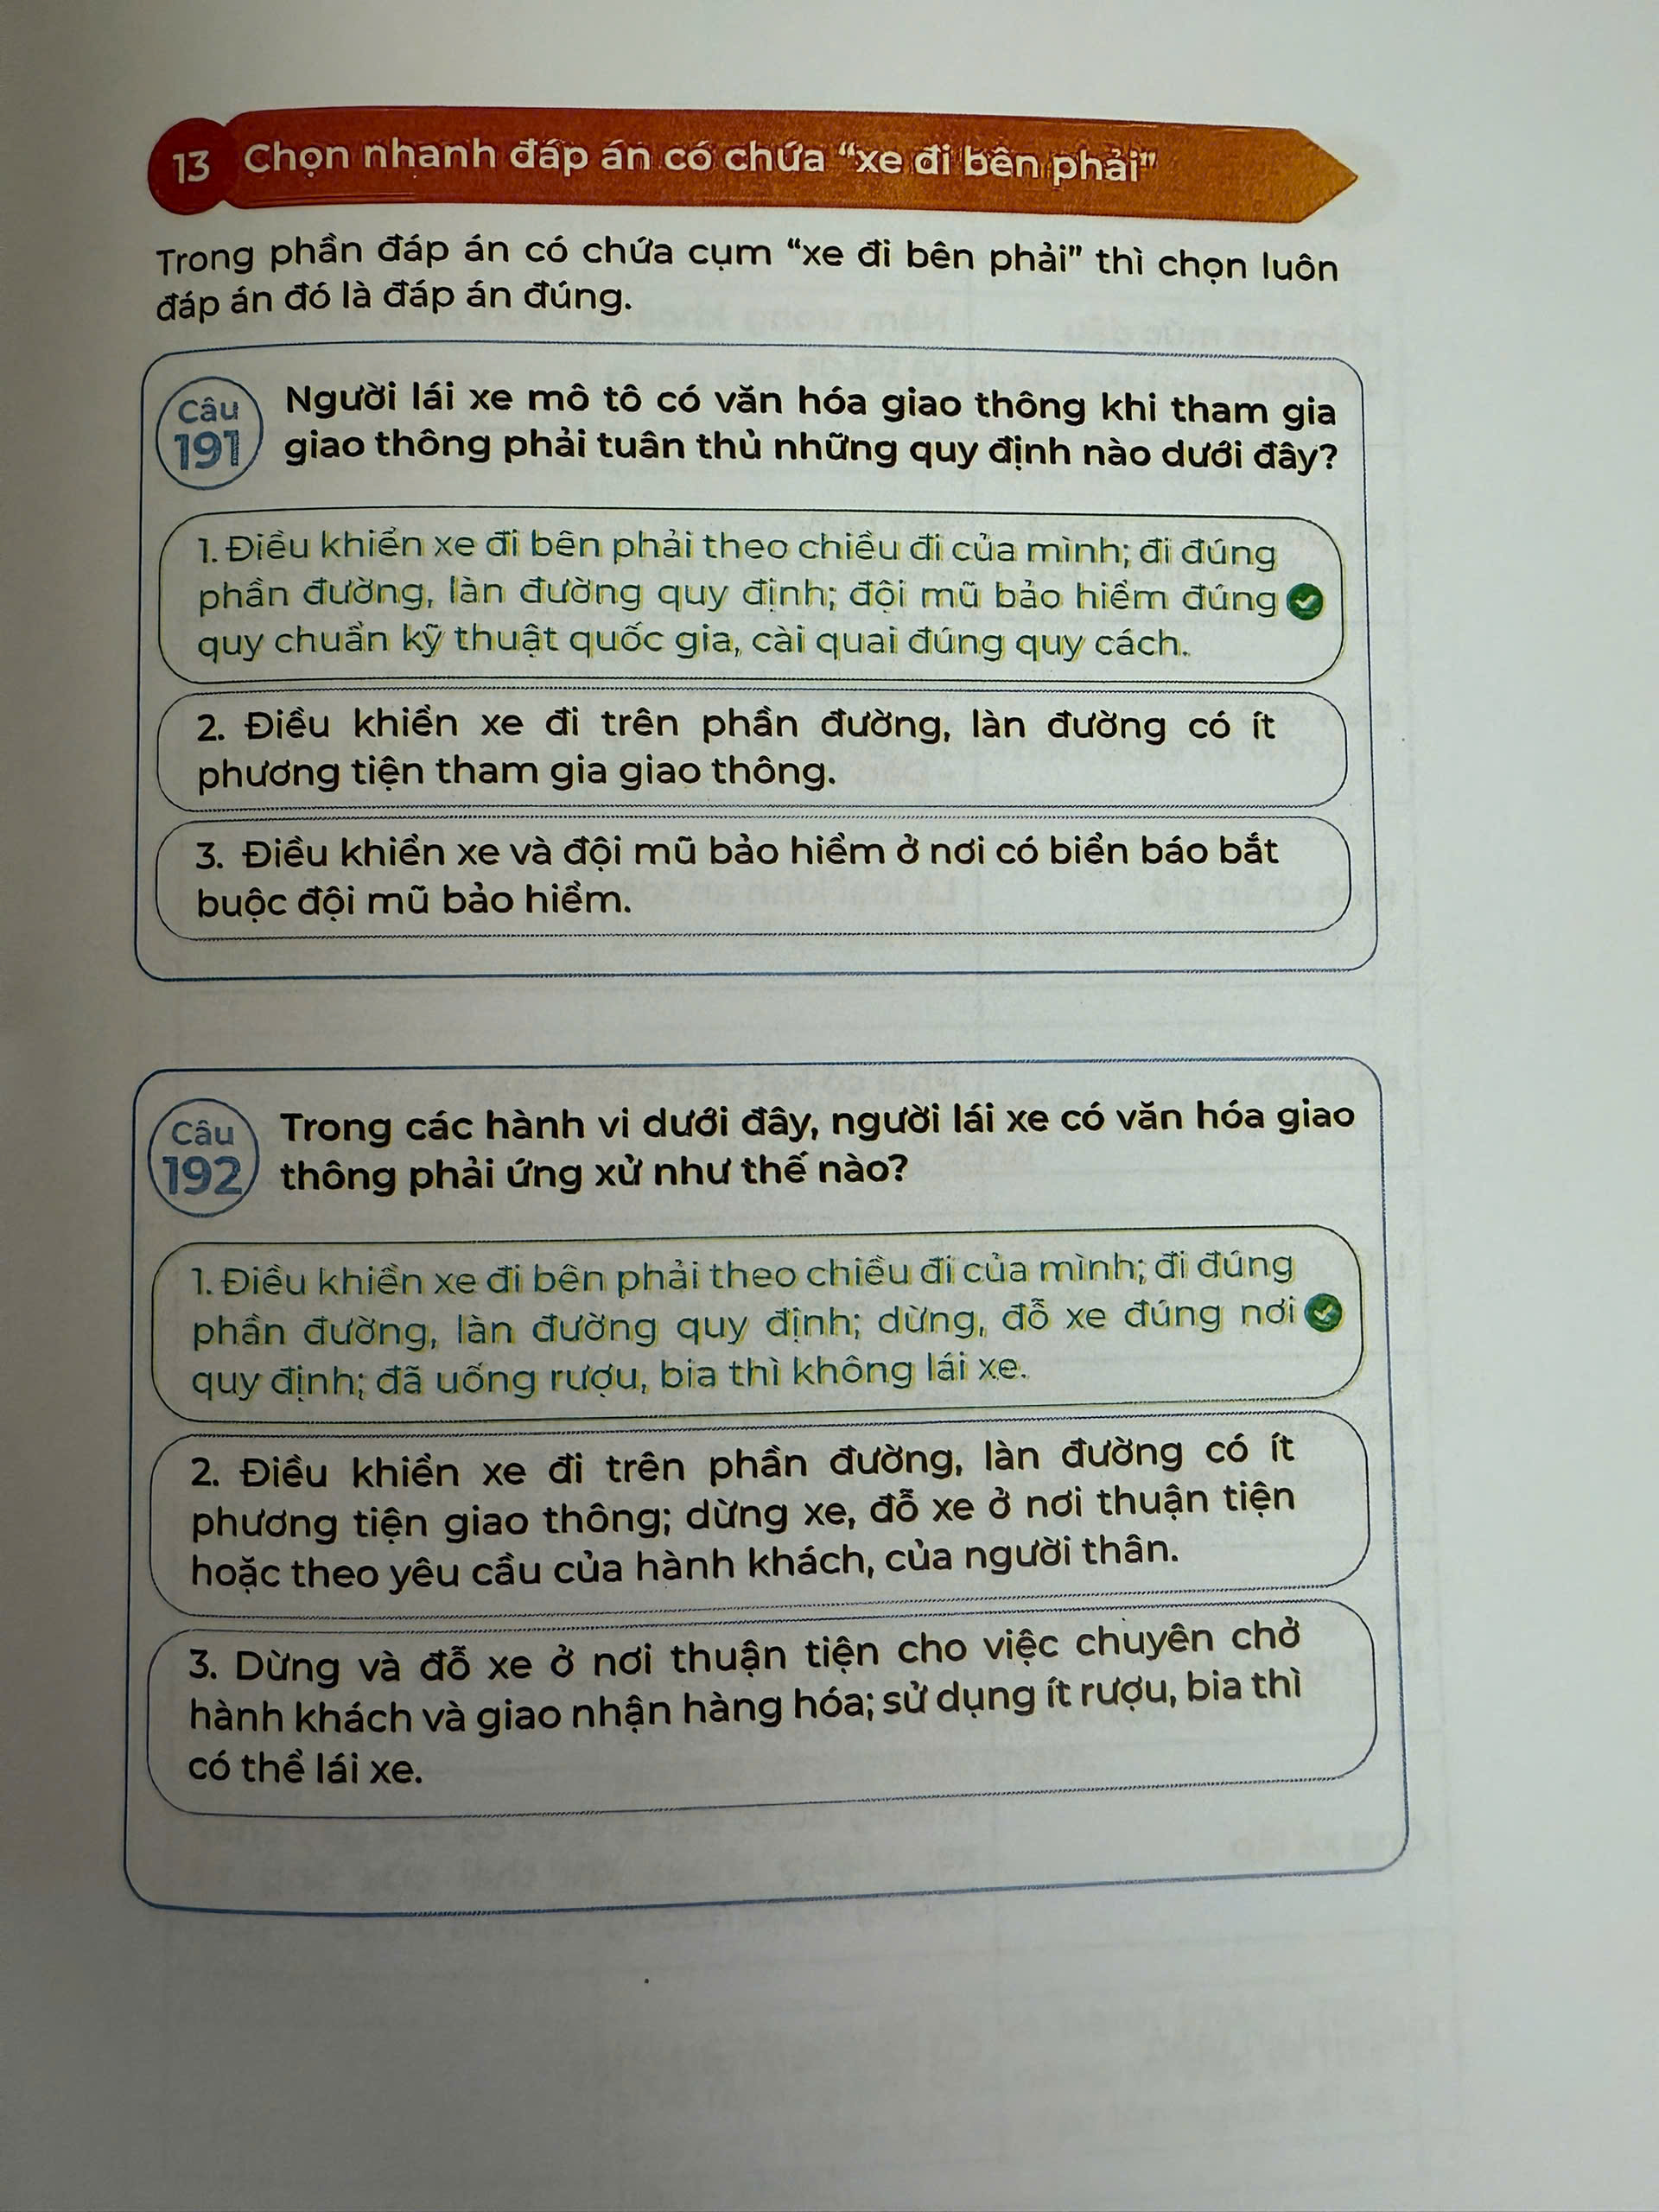 13 Chọn nhanh đáp án có chứa “xe đi bên phải”
Trong phần đáp án có chứa cụm “xe đi bên phải” thì chọn luôn
đáp án đó là đáp án đúng.
Câu
191
Người lái xe mô tô có văn hóa giao thông khi tham gia
giao thông phải tuân thủ những quy định nào dưới đây?
1. Điều khiển xe đi bên phải theo chiều đi của mình; đi đúng
phần đường, làn đường quy định; đội mũ bảo hiểm đúng
quy chuẩn kỹ thuật quốc gia, cài quai đúng quy cách.
2. Điều khiển xe đi trên phần đường, làn đường có ít
phương tiện tham gia giao thông.
3. Điều khiển xe và đội mũ bảo hiểm ở nơi có biển báo bắt
buộc đội mũ bảo hiểm.
Câu
192
Trong các hành vi dưới đây, người lái xe có văn hóa giao
thông phải ứng xử như thế nào?
1. Điều khiển xe đi bên phải theo chiều đi của mình; đi đúng
phần đường, làn đường quy định; dừng, đỗ xe đúng nơi
quy định; đã uống rượu, bia thì không lái xe.
2. Điều khiển xe đi trên phần đường, làn đường có ít
phương tiện giao thông; dừng xe, đỗ xe ở nơi thuận tiện
hoặc theo yêu cầu của hành khách, của người thân.
3. Dừng và đỗ xe ở nơi thuận tiện cho việc chuyên chở
hành khách và giao nhận hàng hóa; sử dụng ít rượu, bia thì
có thể lái xe.